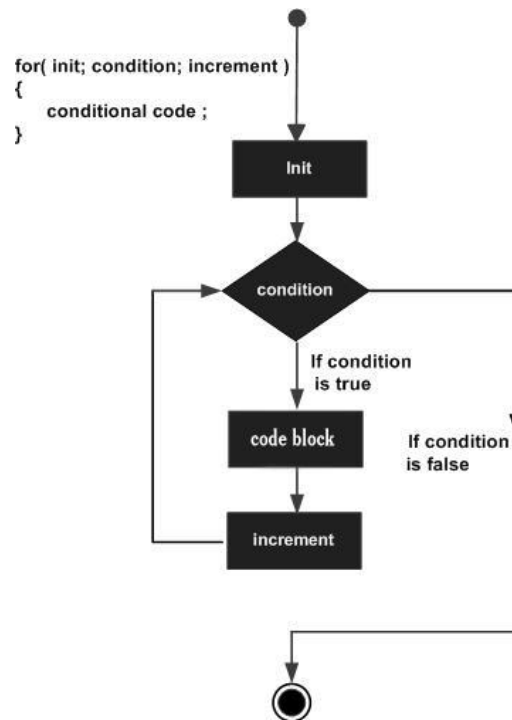 for( init; condition; increment )
{
conditional code ;
}
Init
condition
If condition
is true
code block
If condition
is false
increment